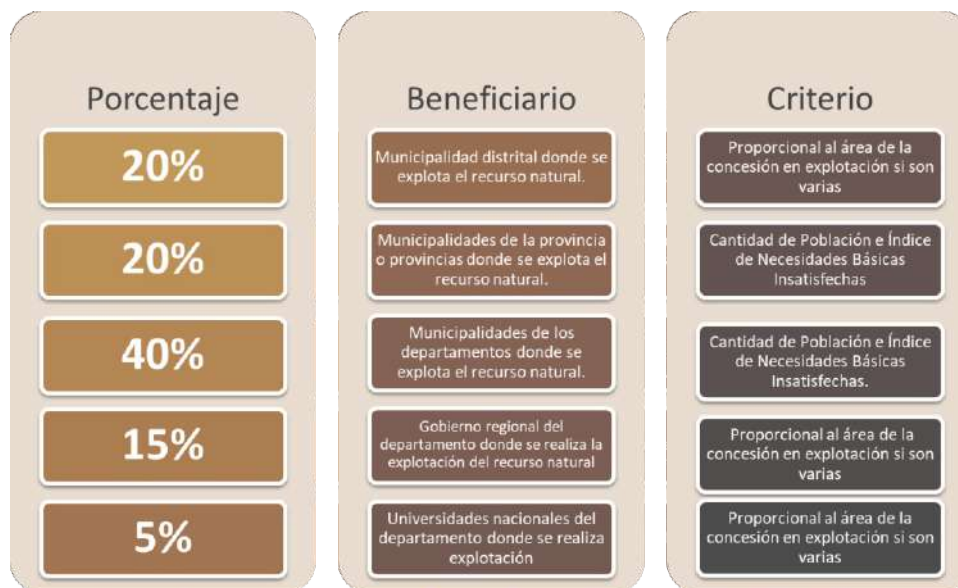 Porcentaje
20%
20%
40%
15%
5%
Beneficiario
Municipalidad distrital donde se
explota el recurso natural.
Municipalidades de la provincia
o provincias donde se explota el
recurso natural.
Municipalidades de los
departamentos donde se
explota el recurso natural.
Gobierno regional del
departamento donde se realiza la
explotación del recurso natural
Universidades nacionales del
departamento donde se realiza
explotación
Criterio
Proporcional al área de la
concesión en explotación si son
varias
Cantidad de Población e Índice
de Necesidades Básicas
Insatisfechas
Cantidad de Población e Índice
de Necesidades Básicas
Insatisfechas.
Proporcional al área de la
concesión en explotación si son
varias
Proporcional al área de la
concesión en explotación si son
varias